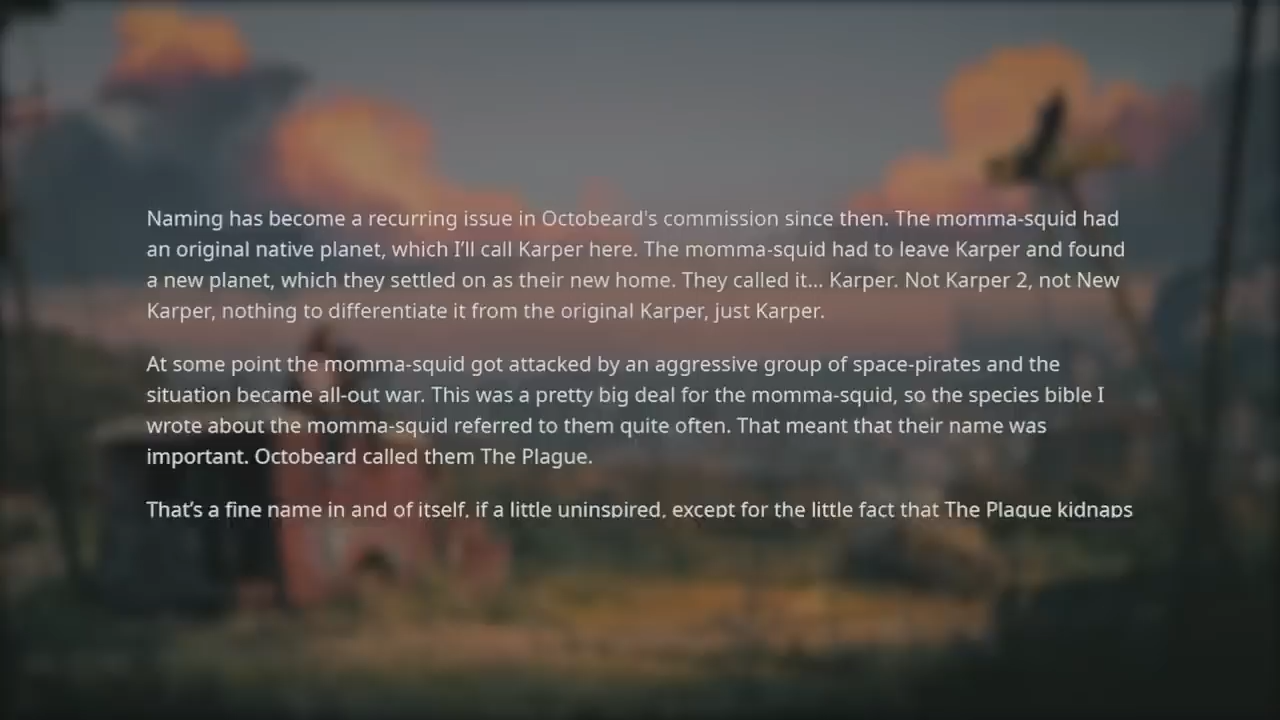 Naming has become a recurring issue in Octobeard's commission since then. The momma-squid had
an original native planet, which I’ll call Karper here. The momma-squid had to leave Karper and found
a new planet, which they settled on as their new home. They called it... Karper. Not Karper 2, not New
Karper, nothing to differentiate it from the original Karper, just Karper.
At some point the momma-squid got attacked by an aggressive group of space-pirates and the
situation became all-out war. This was a pretty big deal for the momma-squid, so the species bible I
wrote about the momma-squid referred to them quite often. That meant that their name was
important. Octobeard called them The Plague.
That’s a fine name in and of itself, if a little uninspired, except for the little fact that The Plague kidnaps